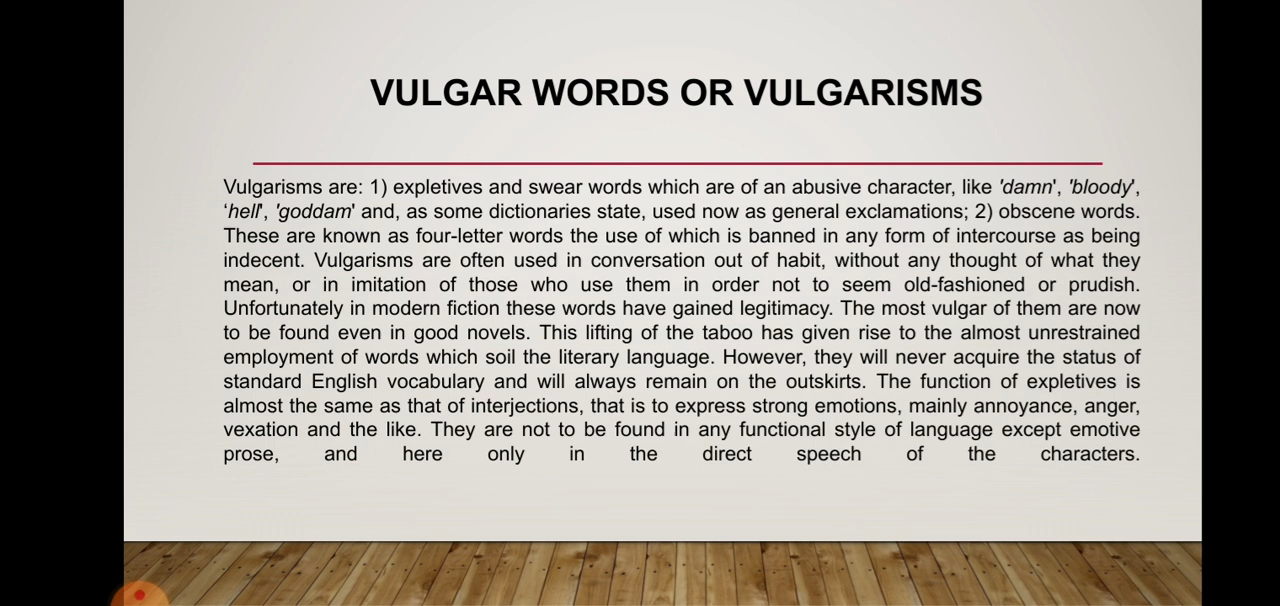 VULGAR WORDS OR VULGARISMS
Vulgarisms are: 1) expletives and swear words which are of an abusive character, like 'damn', 'bloody',
‘hell', 'goddam' and, as some dictionaries state, used now as general exclamations; 2) obscene words.
These are known as four-letter words the use of which is banned in any form of intercourse as being
indecent. Vulgarisms are often used in conversation out of habit, without any thought of what they
mean, or in imitation of those who use them in order not to seem old-fashioned or prudish.
Unfortunately in modern fiction these words have gained legitimacy. The most vulgar of them are now
to be found even in good novels. This lifting of the taboo has given rise to the almost unrestrained
employment of words which soil the literary language. However, they will never acquire the status of
standard English vocabulary and will always remain on the outskirts. The function of expletives is
almost the same as that of interjections, that is to express strong emotions, mainly annoyance, anger,
vexation and the like. They are not to be found in any functional style of language except emotive
prose, and here only in the direct speech of the characters.